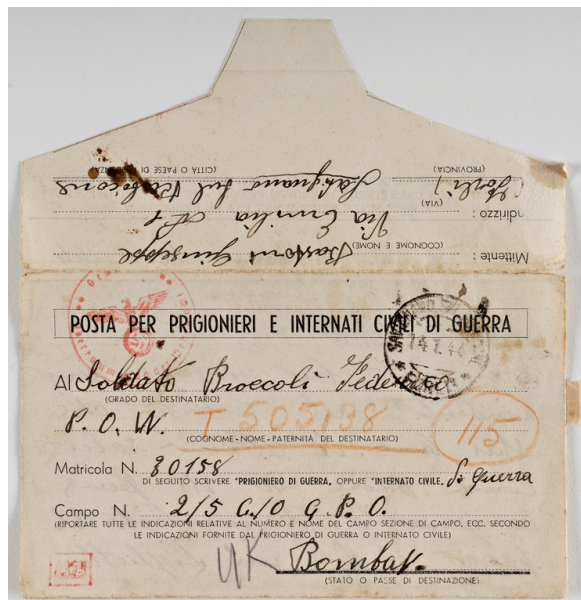 (CITTÀ O PAESE DI RESIDENZA)
(PROVINCIA)
Savignano sul Rubicone
(Forlì)
(VIA)
Indirizzo: Via Emilia
(COGNOME E NOME)
Mittente: Giuseppe
POSTA PER PRIGIONIERI E INTERNATI CIVILI DI GUERRA
Al Soldato Broccoli Federico
(GRADO DEL DESTINATARIO)
P. O. W. T 505138 115
(COGNOME - NOME - PATERNITÀ DEL DESTINATARIO)
Matricola N. 80158
DI SEGUITO SCRIVERE "PRIGIONIERO DI GUERRA, OPPURE "INTERNATO CIVILE, di guerra
Campo N. 2/5 C/O G. P. O.
(RIPORTARE TUTTE LE INDICAZIONI RELATIVE AL NUMERO E NOME DEL CAMPO SEZIONE DI CAMPO, ECC. SECONDO
LE INDICAZIONI FORNITE DAL PRIGIONIERO DI GUERRA O INTERNATO CIVILE)
UK Bombay.
(STATO O PAESE DI DESTINAZIONE)